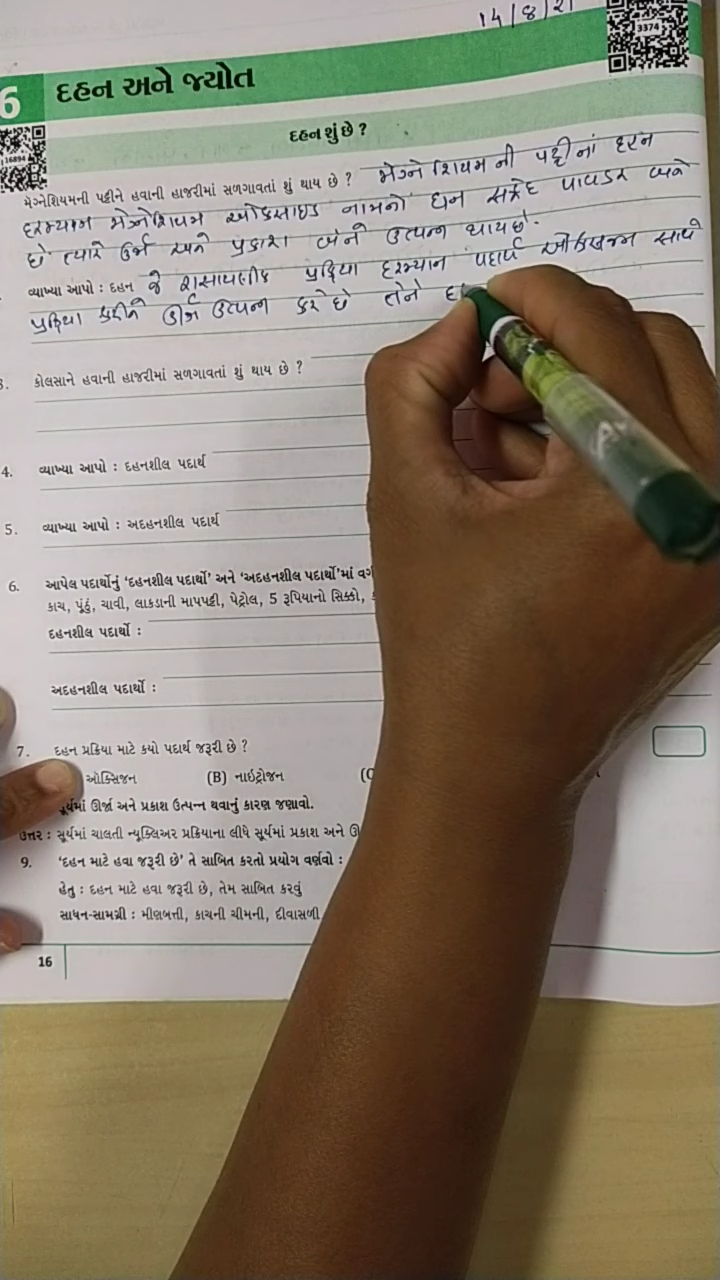 14/8/21
3374
6 દહન અને જ્યોત
16894
દહન શું છે ?
મેગ્નેશિયમની પટ્ટીને હવાની હાજરીમાં સળગાવતાં શું થાય છે ? મેગ્નેશિયમ ની પટ્ટીનાં દહન
દરમ્યાન મેગ્નેશિયમ ઓક્સાઇડ નામનો ઘન સફેદ પાવડર બને
છે ત્યારે ઉર્જા અને પ્રકાશ બંને ઉત્પન્ન થાય છે.
વ્યાખ્યા આપો : દહન જે રાસાયણીક પ્રક્રિયા દરમ્યાન પદાર્થ ઓક્સિજન સાથે
પ્રક્રિયા કરીને ઊર્જા ઉત્પન્ન કરે છે તેને
3. કોલસાને હવાની હાજરીમાં સળગાવતાં શું થાય છે ?
4. વ્યાખ્યા આપો : દહનશીલ પદાર્થ
5. વ્યાખ્યા આપો : અદહનશીલ પદાર્થ
6. આપેલ પદાર્થોનું ‘દહનશીલ પદાર્થો’ અને ‘અદહનશીલ પદાર્થો’માં
કાચ, પૂંઠું, ચાવી, લાકડાની માપપટ્ટી, પેટ્રોલ, 5 રૂપિયાનો સિક્કો,
દહનશીલ પદાર્થો :
અદહનશીલ પદાર્થો :
7. દહન પ્રક્રિયા માટે કયો પદાર્થ જરૂરી છે ?
ઓક્સિજન (B) નાઇટ્રોજન
સૂર્યમાં ઊર્જા અને પ્રકાશ ઉત્પન્ન થવાનું કારણ જણાવો.
ઉત્તર : સૂર્યમાં ચાલતી ન્યૂક્લિઅર પ્રક્રિયાના લીધે સૂર્યમાં પ્રકાશ અને
9. ‘દહન માટે હવા જરૂરી છે’ તે સાબિત કરતો પ્રયોગ વર્ણવો :
હેતુ : દહન માટે હવા જરૂરી છે, તેમ સાબિત કરવું
સાધન-સામગ્રી : મીણબત્તી, કાચની ચીમની, દીવાસળી
16